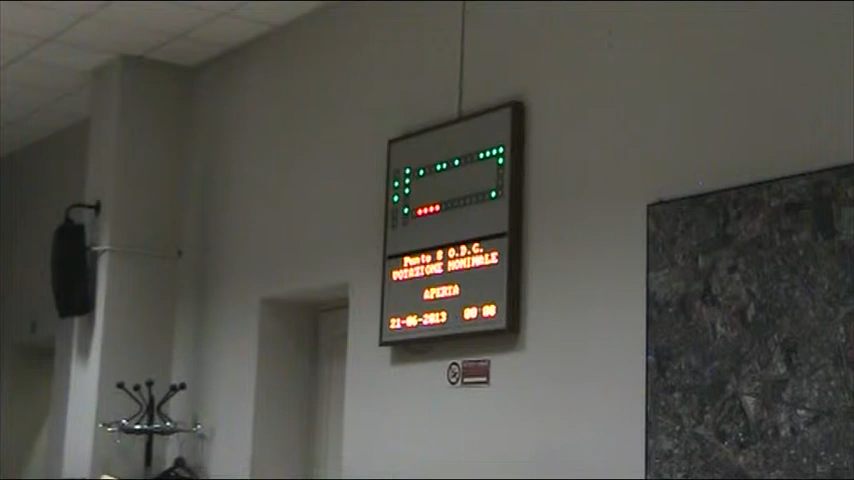 Punto 8 O.D.G.
VOTAZIONE NOMINALE
APERTA
21-06-2013 00:00